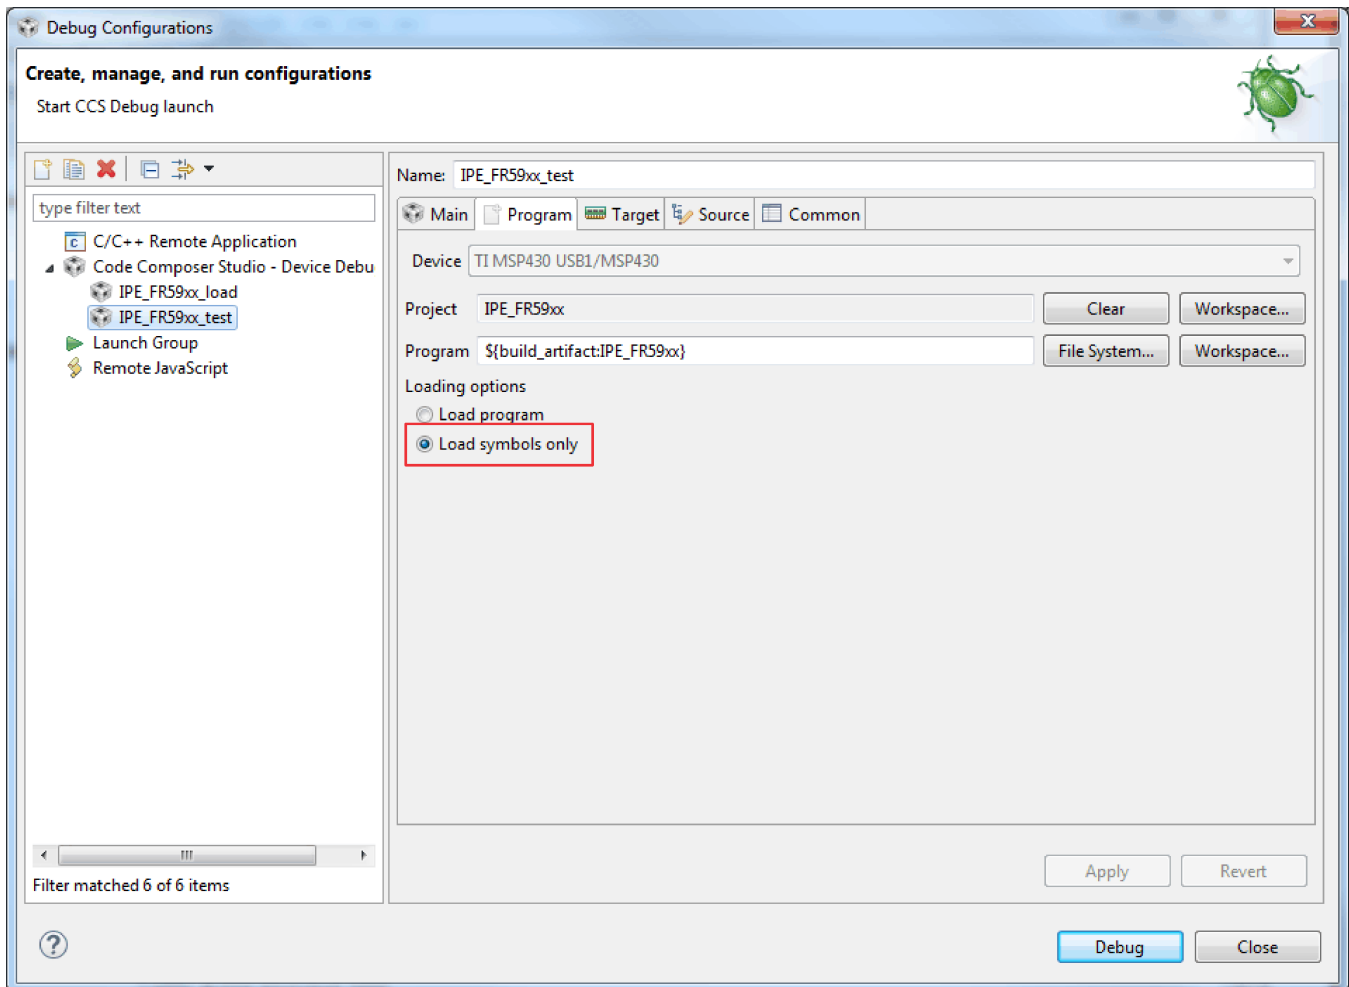 Debug Configurations
x
Create, manage, and run configurations
Start CCS Debug launch
type filter text
C/C++ Remote Application
Code Composer Studio - Device Debu
IPE_FR59xx_load
IPE_FR59xx_test
Launch Group
Remote JavaScript
Filter matched 6 of 6 items
Name: IPE_FR59xx_test
Main Program Target Source Common
Device TI MSP430 USB1/MSP430
Project IPE_FR59xx Clear Workspace...
Program ${build_artifact:IPE_FR59xx} File System... Workspace...
Loading options
Load program
Load symbols only
Apply Revert
? Debug Close